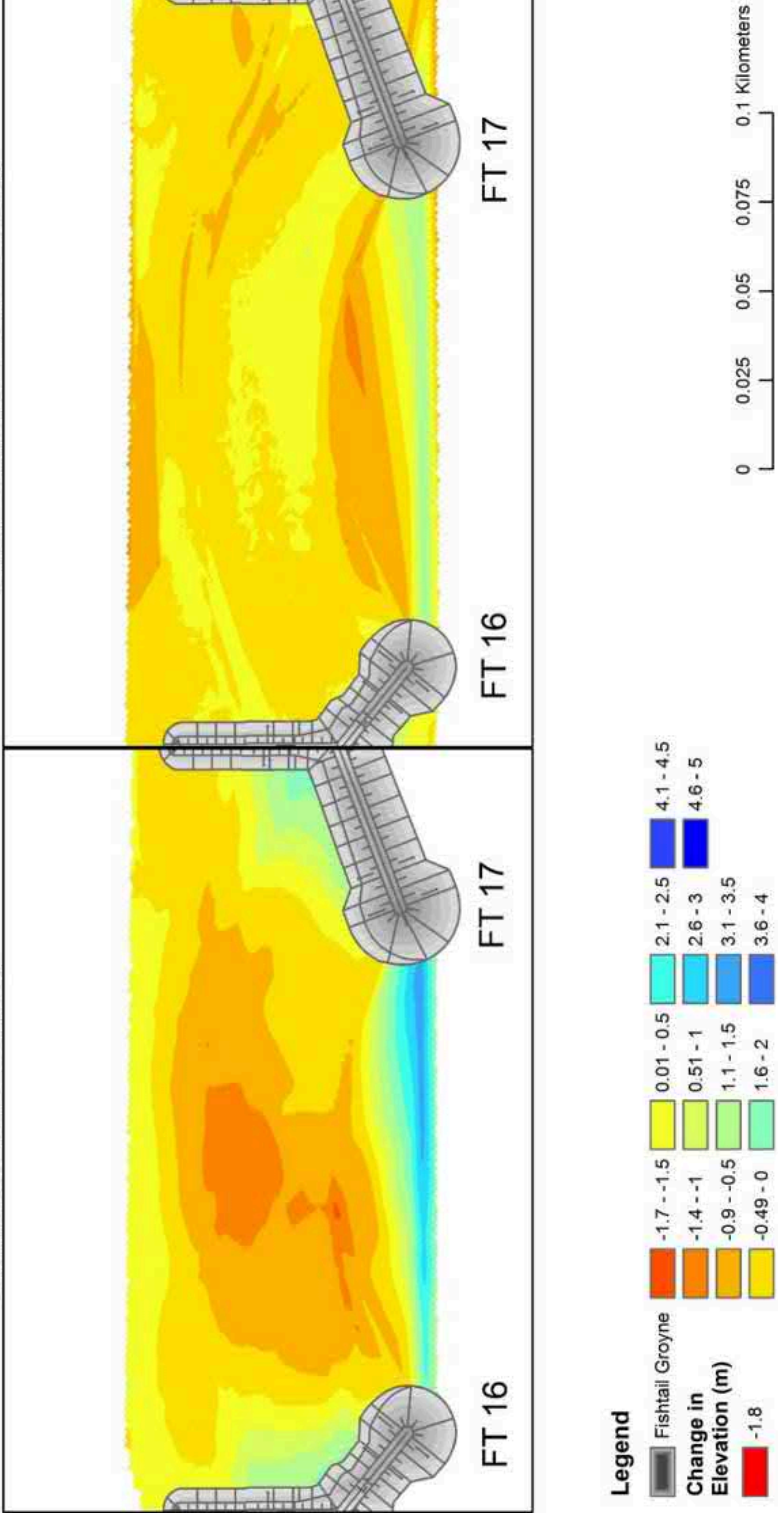 FT 17
FT 16
FT 17
FT 16
0 0.025 0.05 0.075 0.1 Kilometers
Legend
Fishtail Groyne
Change in
Elevation (m)
-1.8
-1.7 - -1.5
-1.4 - -1
-0.9 - -0.5
-0.49 - 0
0.01 - 0.5
0.51 - 1
1.1 - 1.5
1.6 - 2
2.1 - 2.5
2.6 - 3
3.1 - 3.5
3.6 - 4
4.1 - 4.5
4.6 - 5